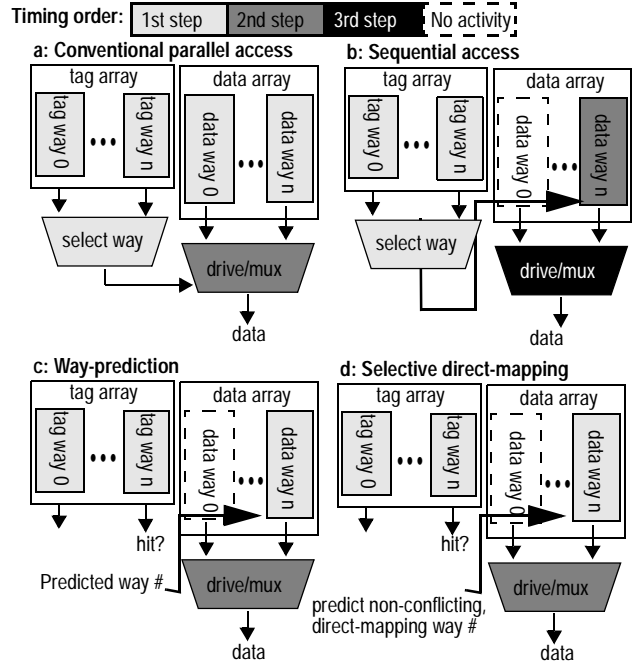 Timing order: 1st step 2nd step 3rd step No activity
a: Conventional parallel access
tag array
data array
tag way 0
•••
tag way n
data way 0
•••
data way n
select way
drive/mux
data
b: Sequential access
tag array
data array
tag way 0
•••
tag way n
data way 0
•••
data way n
select way
drive/mux
data
c: Way-prediction
tag array
data array
tag way 0
•••
tag way n
data way 0
•••
data way n
hit?
Predicted way #
drive/mux
data
d: Selective direct-mapping
tag array
data array
tag way 0
•••
tag way n
data way 0
•••
data way n
hit?
predict non-conflicting,
direct-mapping way #
drive/mux
data